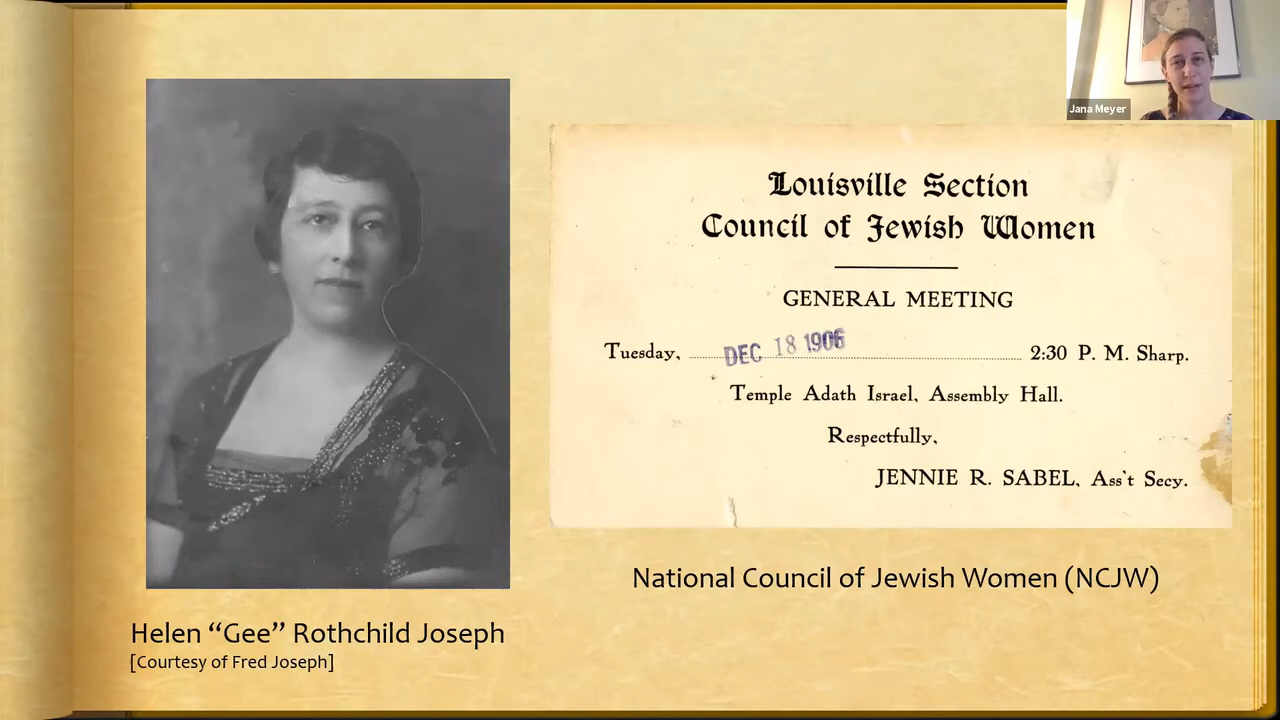 Jana Meyer
Louisville Section
Council of Jewish Women
GENERAL MEETING
Tuesday, DEC 18 1906 2:30 P. M. Sharp.
Temple Adath Israel, Assembly Hall.
Respectfully,
JENNIE R. SABEL, Ass't Secy.
National Council of Jewish Women (NCJW)
Helen “Gee” Rothchild Joseph
[Courtesy of Fred Joseph]